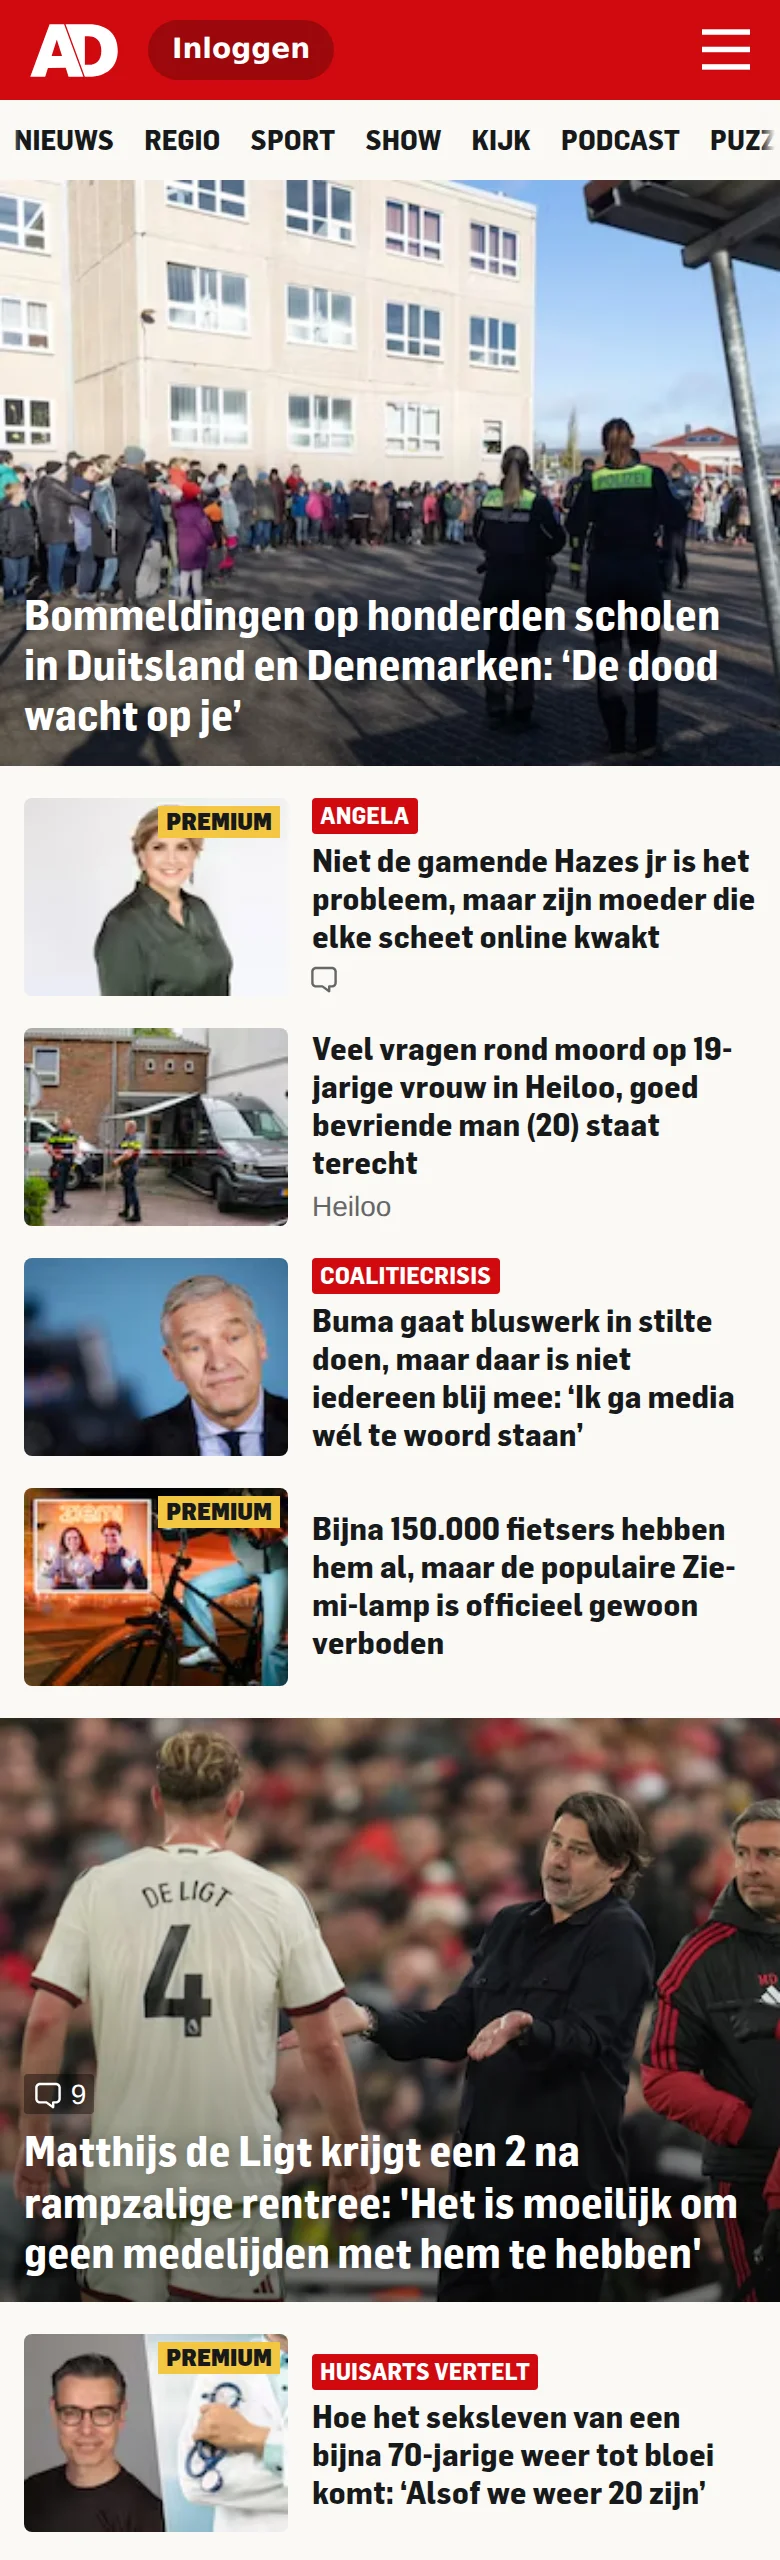 AD
Inloggen
NIEUWS REGIO SPORT SHOW KIJK PODCAST PUZZ
POLIZEI
Bommeldingen op honderden scholen
in Duitsland en Denemarken: ‘De dood
wacht op je’
PREMIUM
ANGELA
Niet de gamende Hazes jr is het
probleem, maar zijn moeder die
elke scheet online kwakt
Veel vragen rond moord op 19-
jarige vrouw in Heiloo, goed
bevriende man (20) staat
terecht
Heiloo
COALITIECRISIS
Buma gaat bluswerk in stilte
doen, maar daar is niet
iedereen blij mee: ‘Ik ga media
wél te woord staan’
PREMIUM
Bijna 150.000 fietsers hebben
hem al, maar de populaire Zie-
mi-lamp is officieel gewoon
verboden
DE LIGT
4
MD
9
Matthijs de Ligt krijgt een 2 na
rampzalige rentree: 'Het is moeilijk om
geen medelijden met hem te hebben'
PREMIUM
HUISARTS VERTELT
Hoe het seksleven van een
bijna 70-jarige weer tot bloei
komt: ‘Alsof we weer 20 zijn’